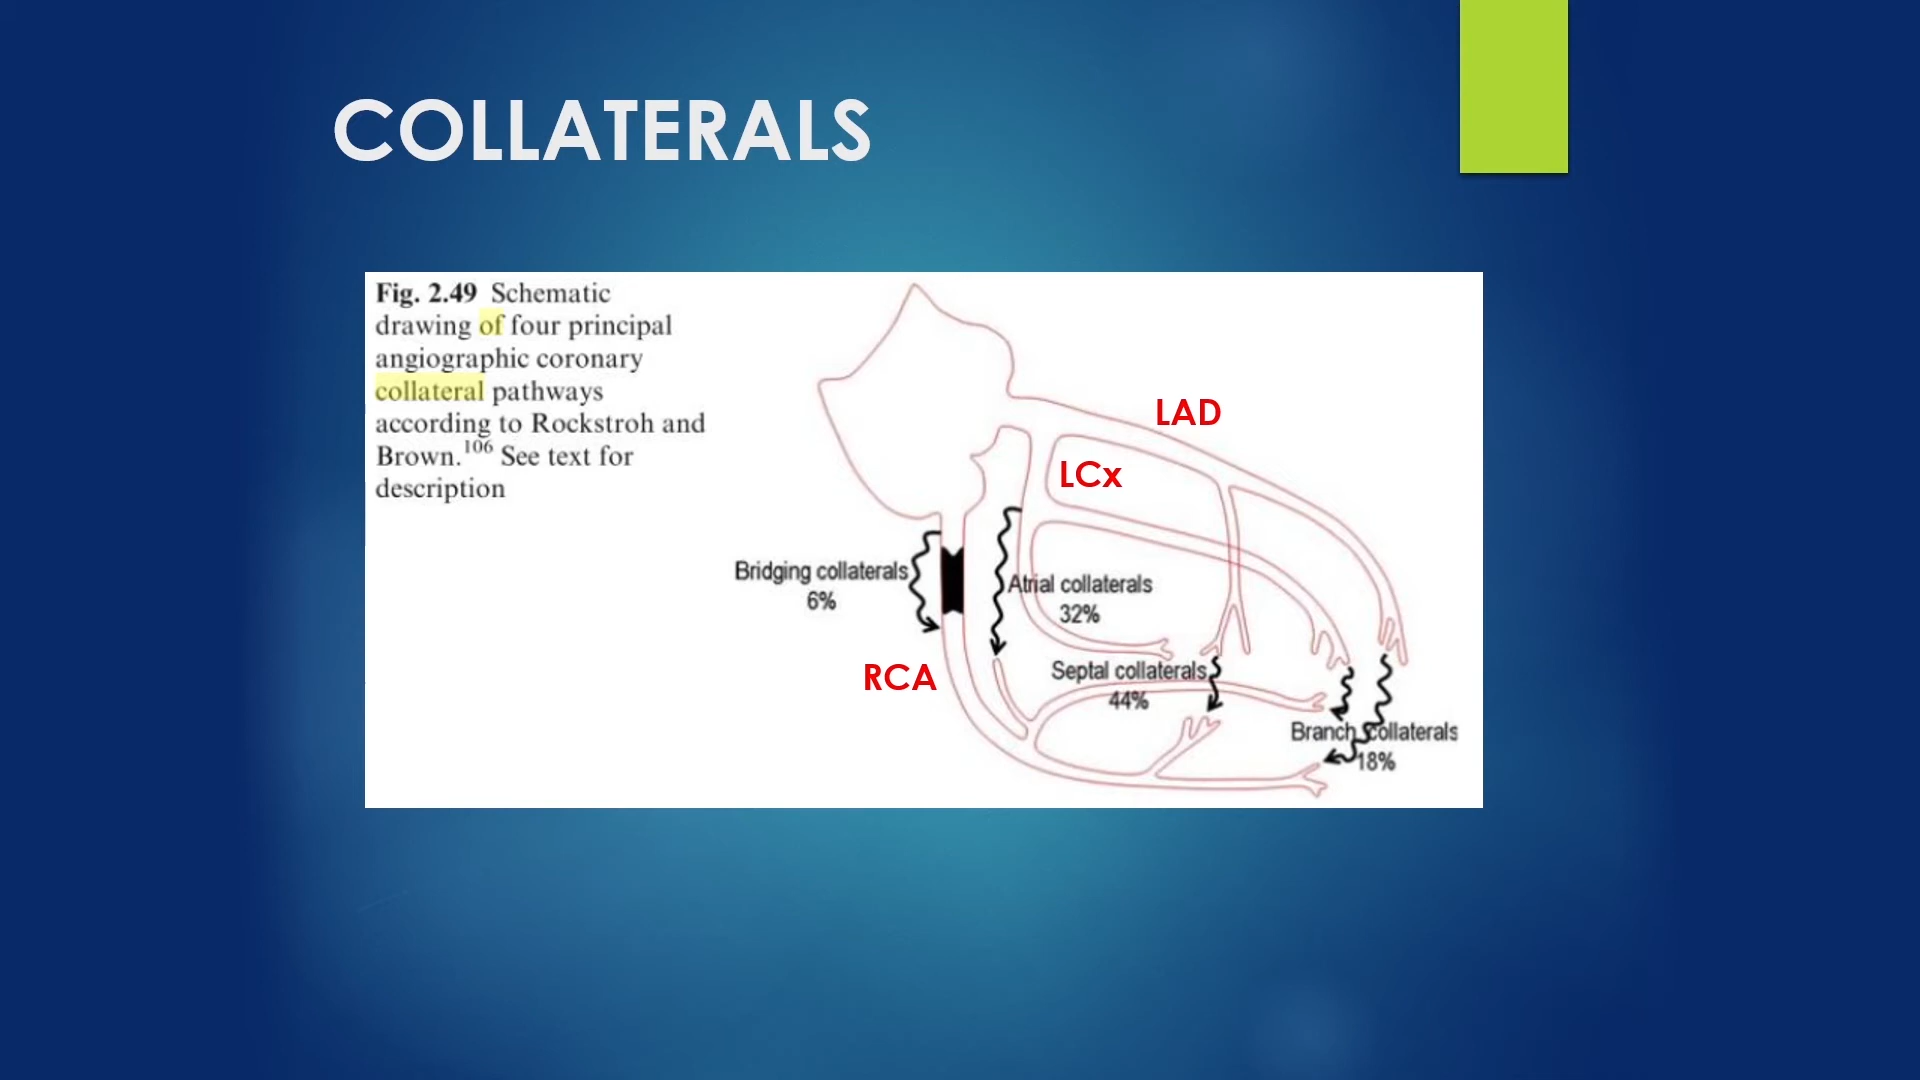 COLLATERALS
Fig. 2.49 Schematic
drawing of four principal
angiographic coronary
collateral pathways
according to Rockstroh and
Brown.106 See text for
description
LAD
LCx
Bridging collaterals
6%
Atrial collaterals
32%
RCA
Septal collaterals
44%
Branch collaterals
18%